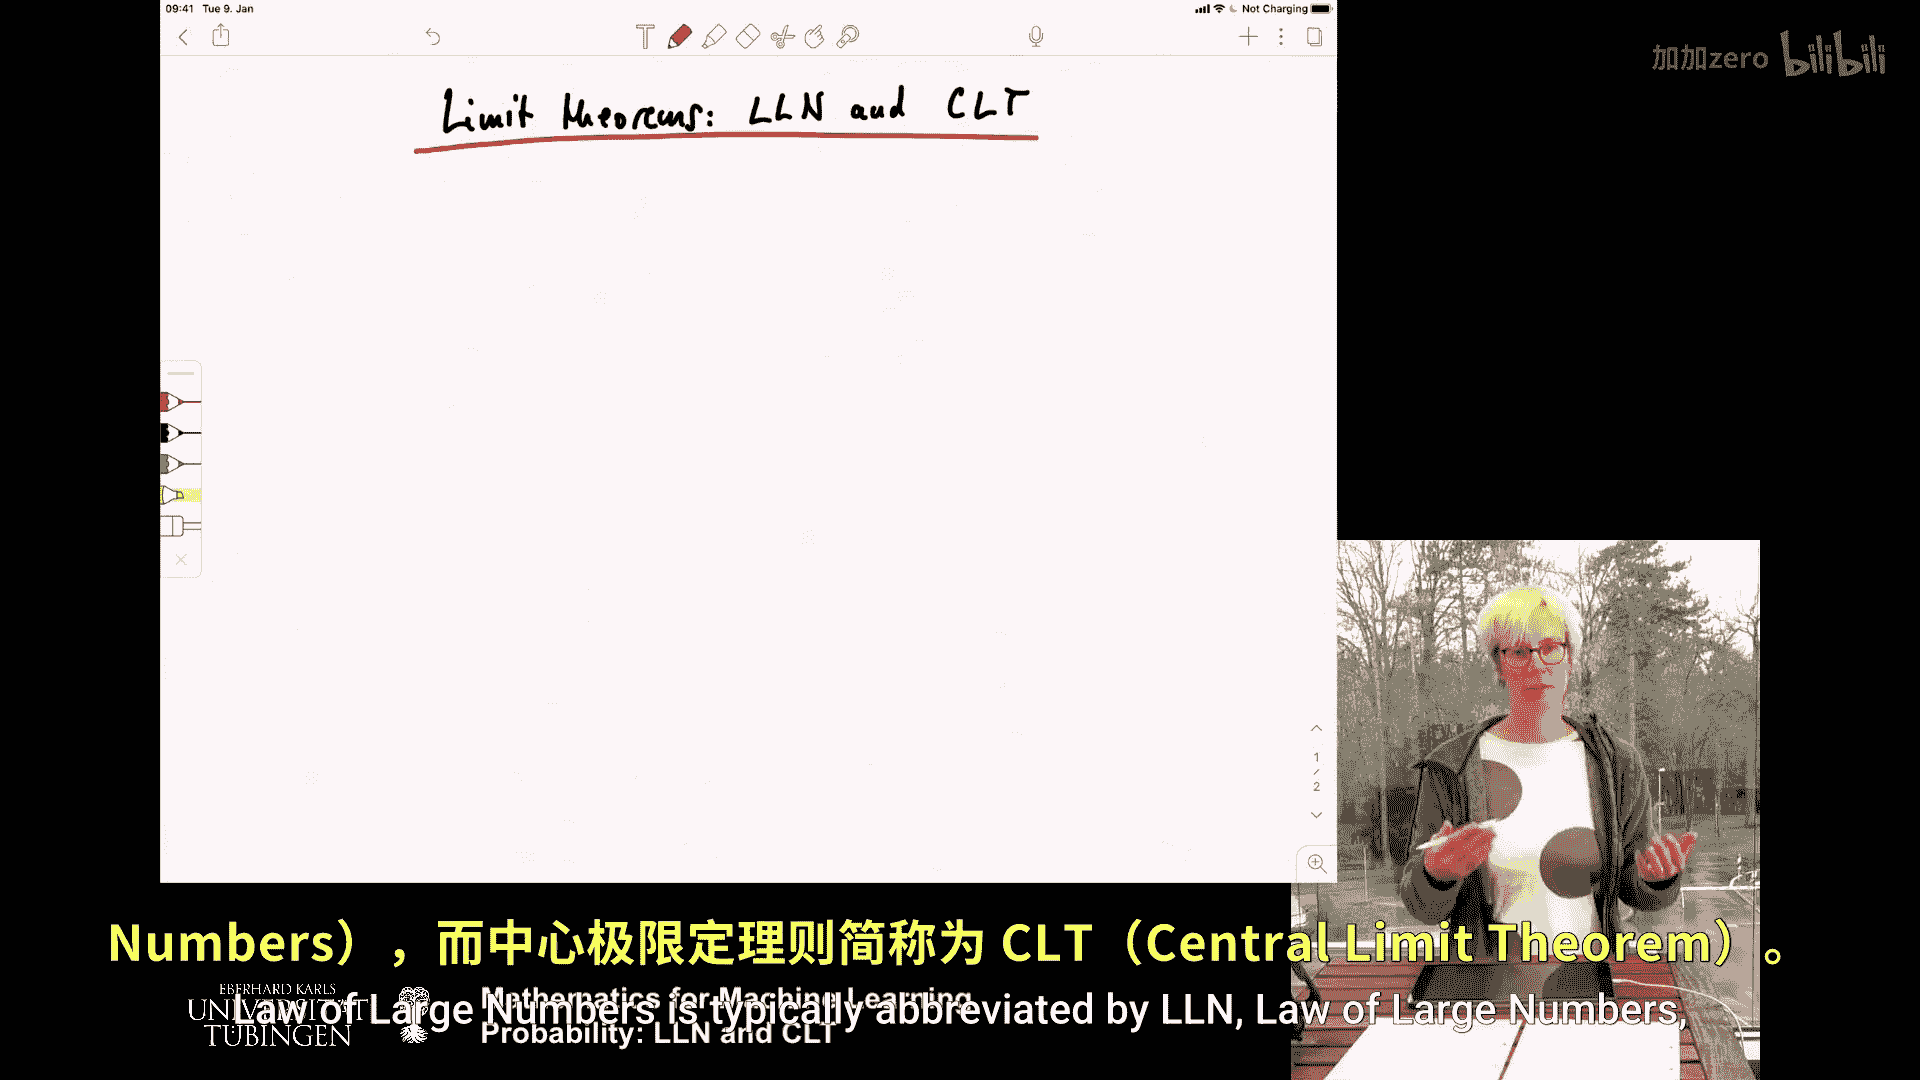 09:41 Tue 9. Jan
Not Charging
加加zero bilibili
Limit theorems: LLN and CLT
1
2
Numbers），而中心极限定理则简称为 CLT（Central Limit Theorem）。
EBERHARD KARLS
UNIVERSITÄT
TÜBINGEN
Mathematics for Machine Learning
Probability: LLN and CLT
Law of Large Numbers is typically abbreviated by LLN, Law of Large Numbers,